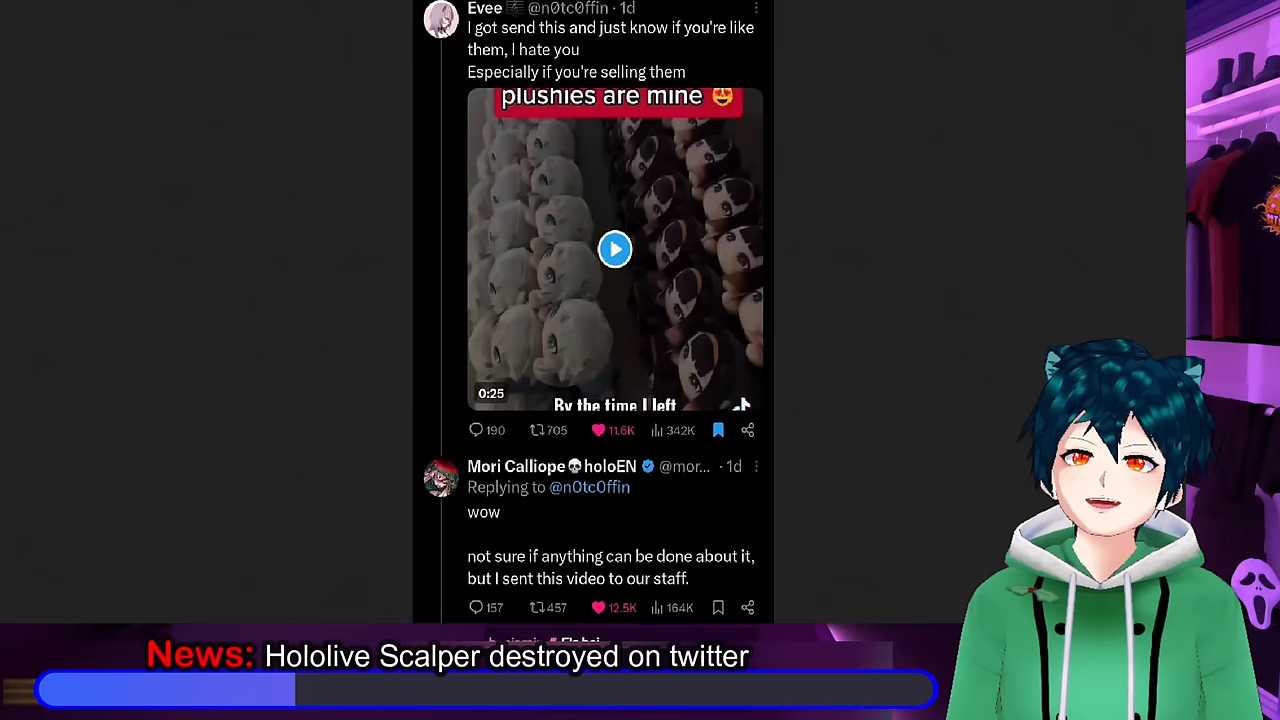 Evee @n0tc0ffin · 1d
I got send this and just know if you're like
them, I hate you
Especially if you're selling them
plushies are mine 😍
0:25
By the time I left
190 705 11.6K 342K
Mori Calliope💀holoEN @mor... · 1d
Replying to @n0tc0ffin
wow
not sure if anything can be done about it,
but I sent this video to our staff.
157 457 12.5K 164K
News: Hololive Scalper destroyed on twitter